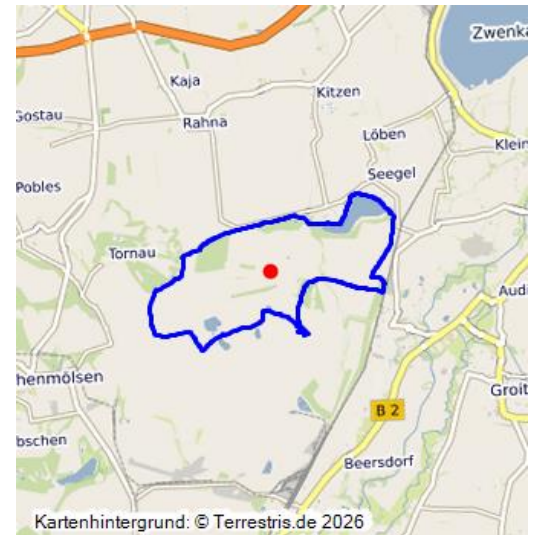 Zwenka
Kaja
Kitzen
Gostau
Rahna
Löben
Klein
Seegel
Pobles
Tornau
Audi
henmölsen
Groit
B 2
bschen
Beersdorf
Kartenhintergrund: © Terrestris.de 2026